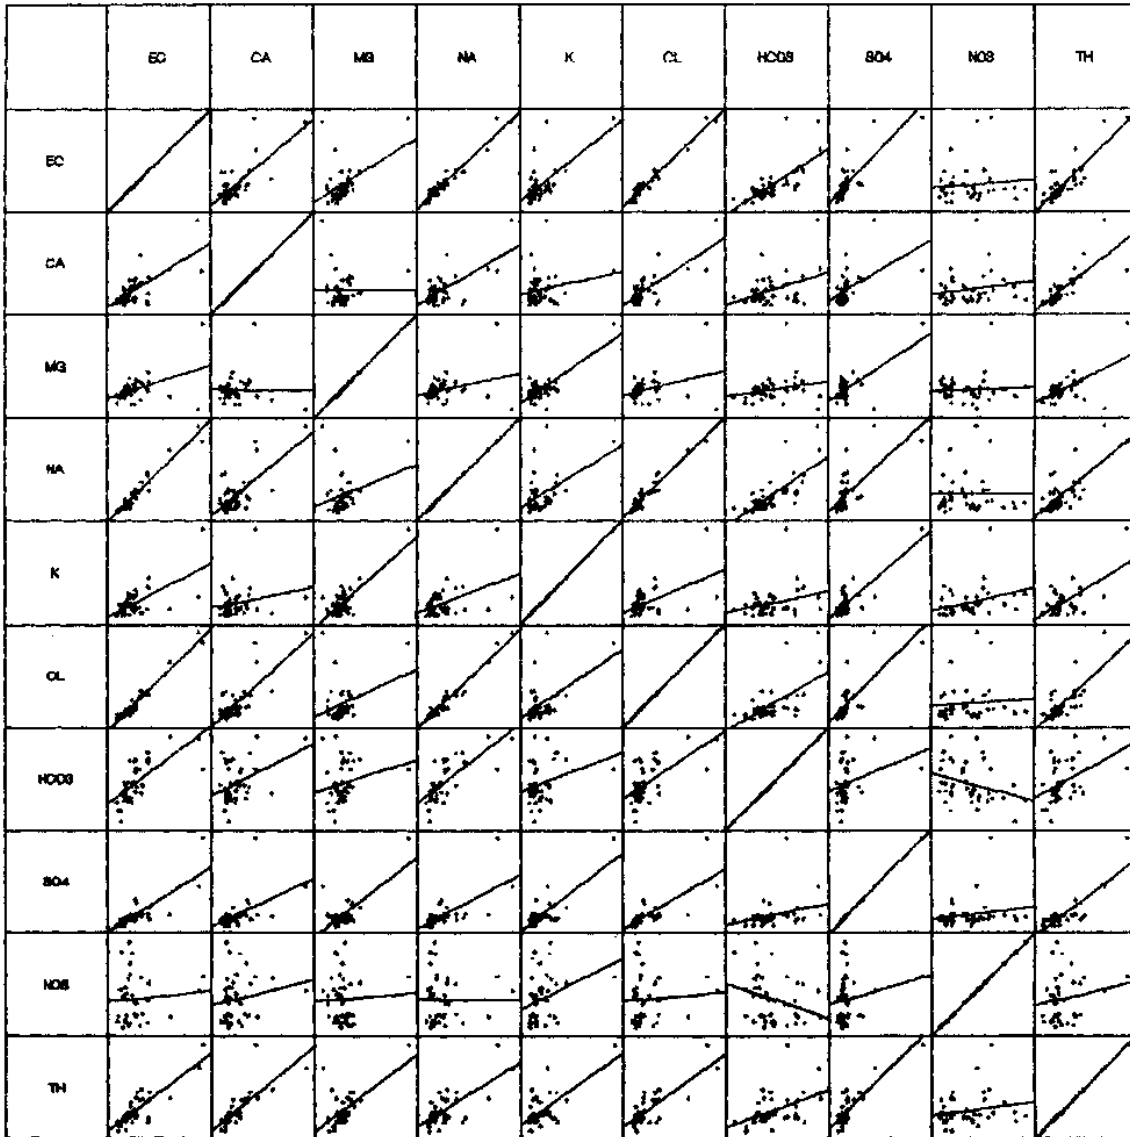 EC CA MG NA K CL HCO3 SO4 NO3 TH
EC
CA
MG
NA
K
CL
HCO3
SO4
NO3
TH